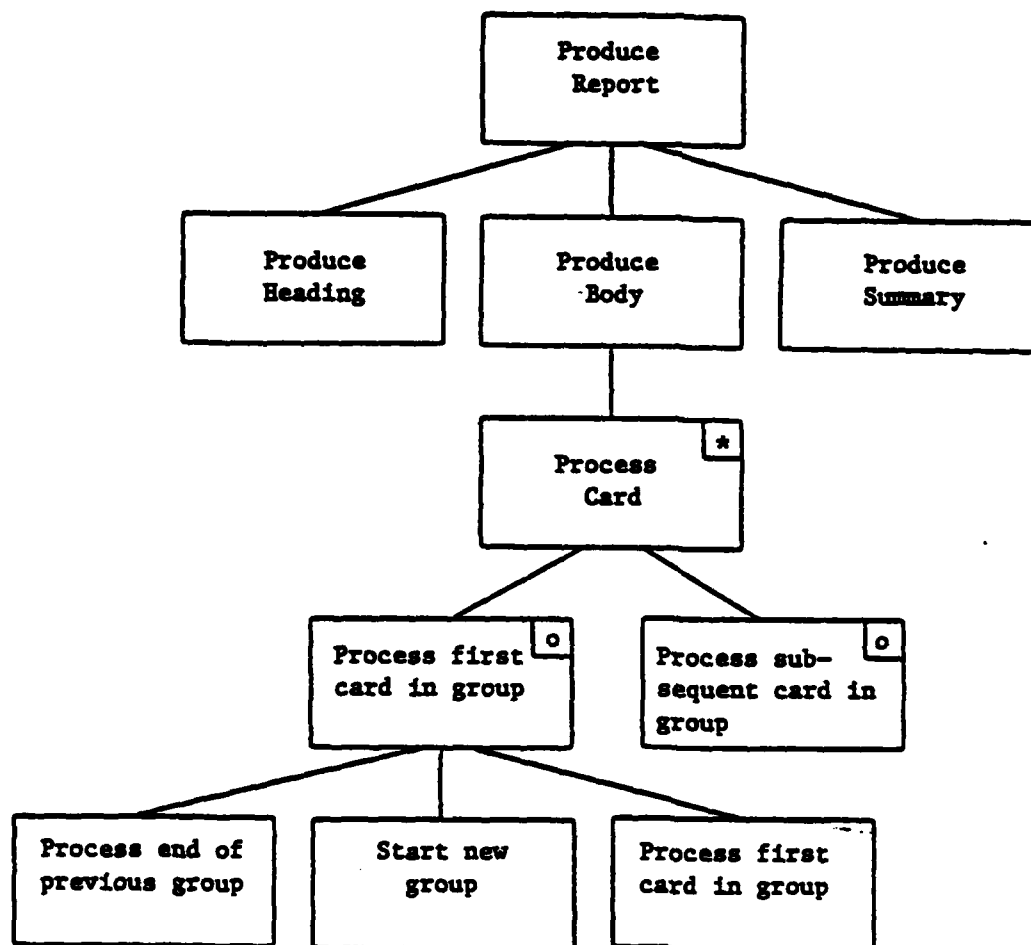 Produce
Report
Produce
Heading
Produce
Body
Produce
Summary
*
Process
Card
o
Process first
card in group
o
Process sub-
sequent card in
group
Process end of
previous group
Start new
group
Process first
card in group